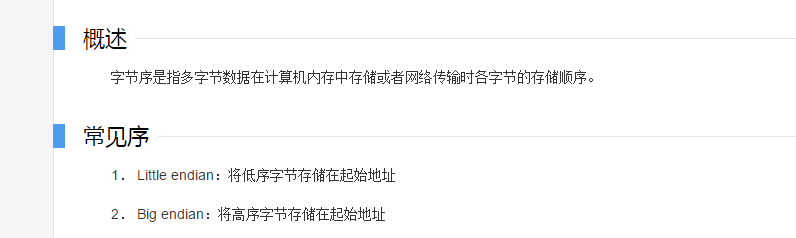 概述
字节序是指多字节数据在计算机内存中存储或者网络传输时各字节的存储顺序。
常见序
1. Little endian：将低序字节存储在起始地址
2. Big endian：将高序字节存储在起始地址